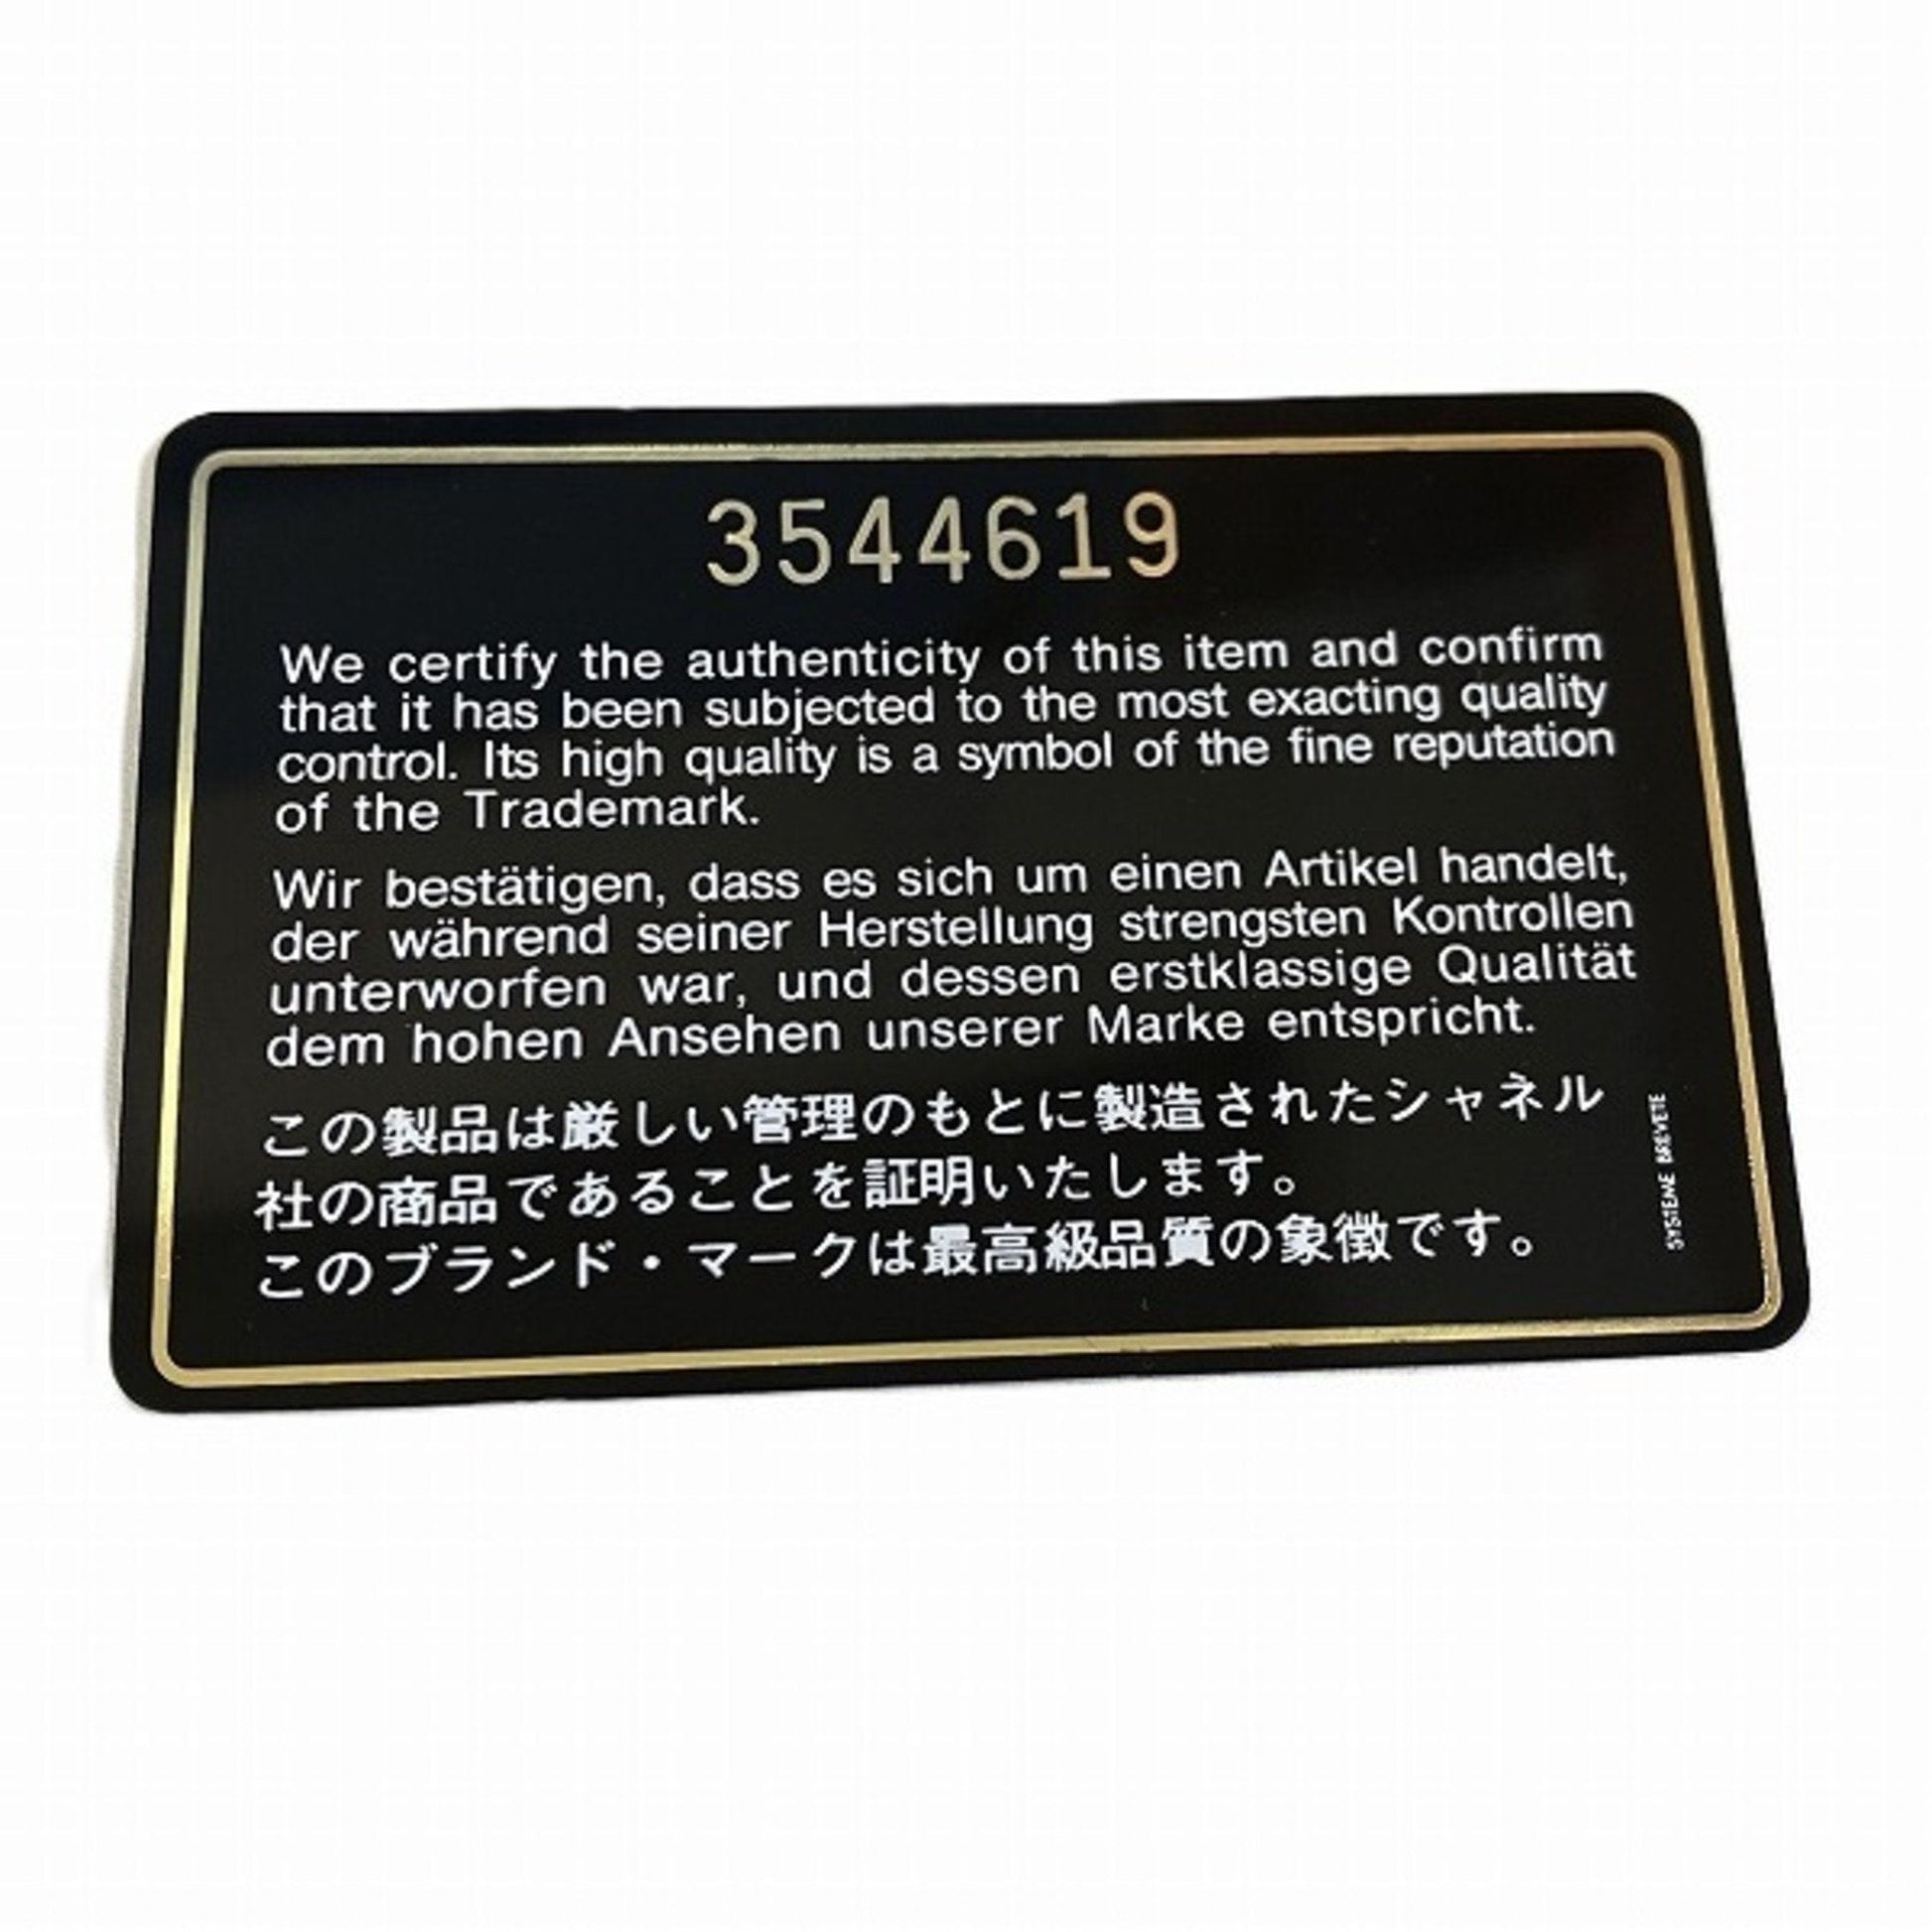 3544619
We certify the authenticity of this item and confirm
that it has been subjected to the most exacting quality
control. Its high quality is a symbol of the fine reputation
of the Trademark.
Wir bestätigen, dass es sich um einen Artikel handelt,
der während seiner Herstellung strengsten Kontrollen
unterworfen war, und dessen erstklassige Qualität
dem hohen Ansehen unserer Marke entspricht.
この製品は厳しい管理のもとに製造されたシャネル
社の商品であることを証明いたします。
このブランド・マークは最高級品質の象徴です。
SYSTEME BREVETE